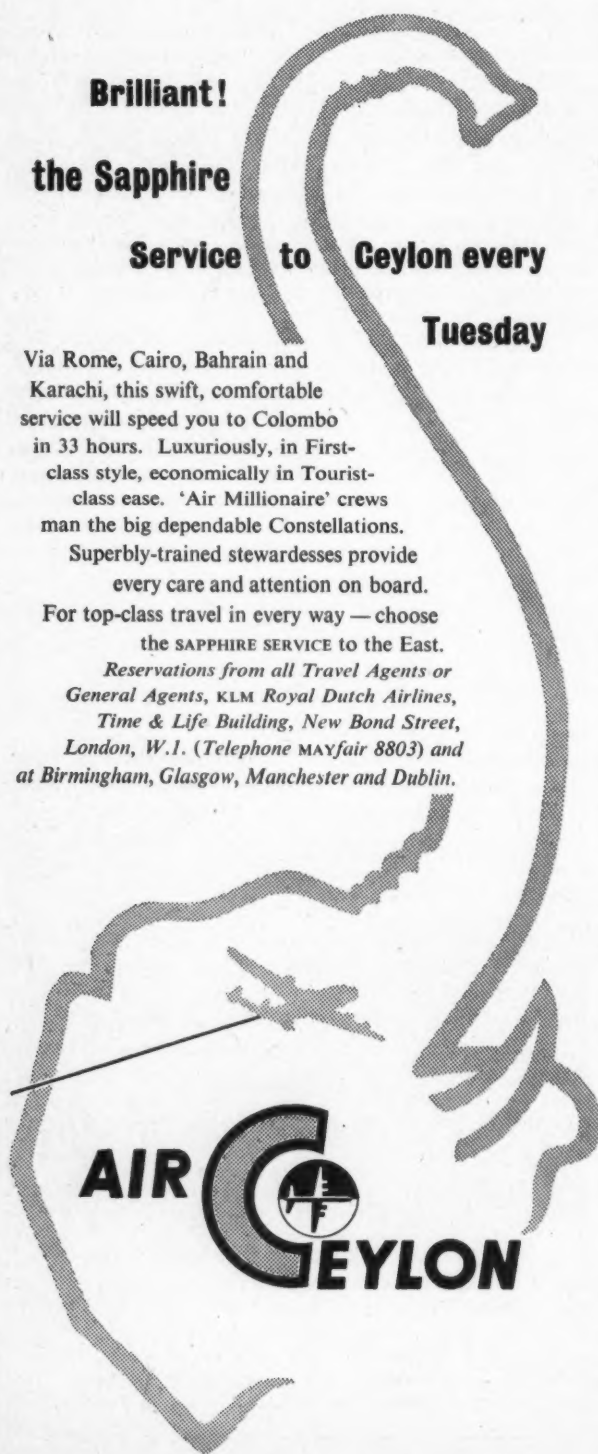 Brilliant!
the Sapphire
Service to Ceylon every
Tuesday
Via Rome, Cairo, Bahrain and
Karachi, this swift, comfortable
service will speed you to Colombo
in 33 hours. Luxuriously, in First-
class style, economically in Tourist-
class ease. 'Air Millionaire' crews
man the big dependable Constellations.
Superbly-trained stewardesses provide
every care and attention on board.
For top-class travel in every way — choose
the SAPPHIRE SERVICE to the East.
Reservations from all Travel Agents or
General Agents, KLM Royal Dutch Airlines,
Time & Life Building, New Bond Street,
London, W.1. (Telephone MAYfair 8803) and
at Birmingham, Glasgow, Manchester and Dublin.
AIR CEYLON